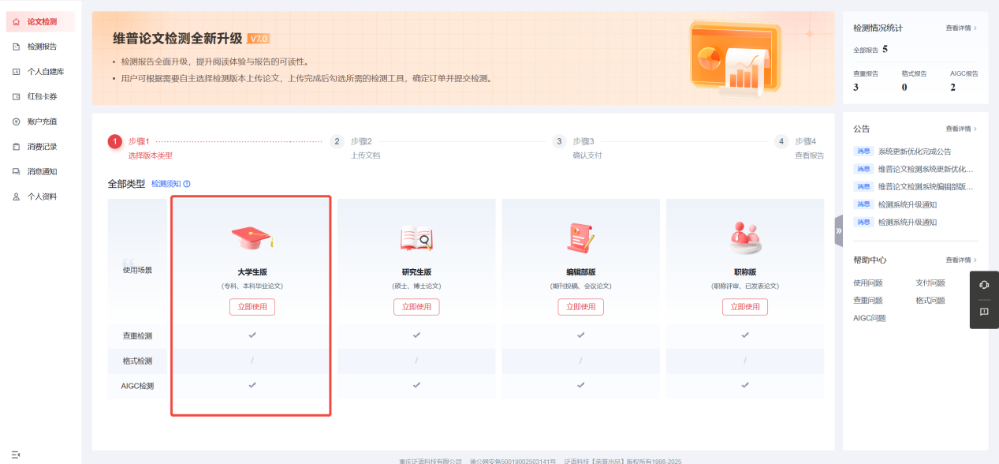 论文检测
检测报告
个人自建库
红包卡券
账户充值
消费记录
消息通知
个人资料
维普论文检测全新升级 V7.0
• 检测报告全面升级，提升阅读体验与报告的可读性。
• 用户可根据需要自主选择检测版本上传论文，上传完成后勾选所需的检测工具，确定订单并提交检测。
1 步骤1
选择版本类型
2 步骤2
上传文档
3 步骤3
确认支付
4 步骤4
查看报告
全部类型 检测须知
使用场景
大学生版
(专科、本科毕业论文)
立即使用
研究生版
(硕士、博士论文)
立即使用
编辑部版
(期刊投稿、会议论文)
立即使用
职称版
(职称评审、已发表论文)
立即使用
查重检测
格式检测 / / / /
AIGC检测
检测情况统计 查看详情 >
全部报告 5
查重报告 格式报告 AIGC报告
3 0 2
公告 查看详情 >
消息 系统更新优化完成公告
消息 维普论文检测系统更新优化...
消息 维普论文检测系统编辑部版...
消息 检测系统升级通知
消息 检测系统升级通知
帮助中心 查看详情 >
使用问题 支付问题
查重问题 格式问题
AIGC问题
重庆泛语科技有限公司 渝公网安备50019002503141号 泛语科技【荣誉出品】版权所有1998-2025